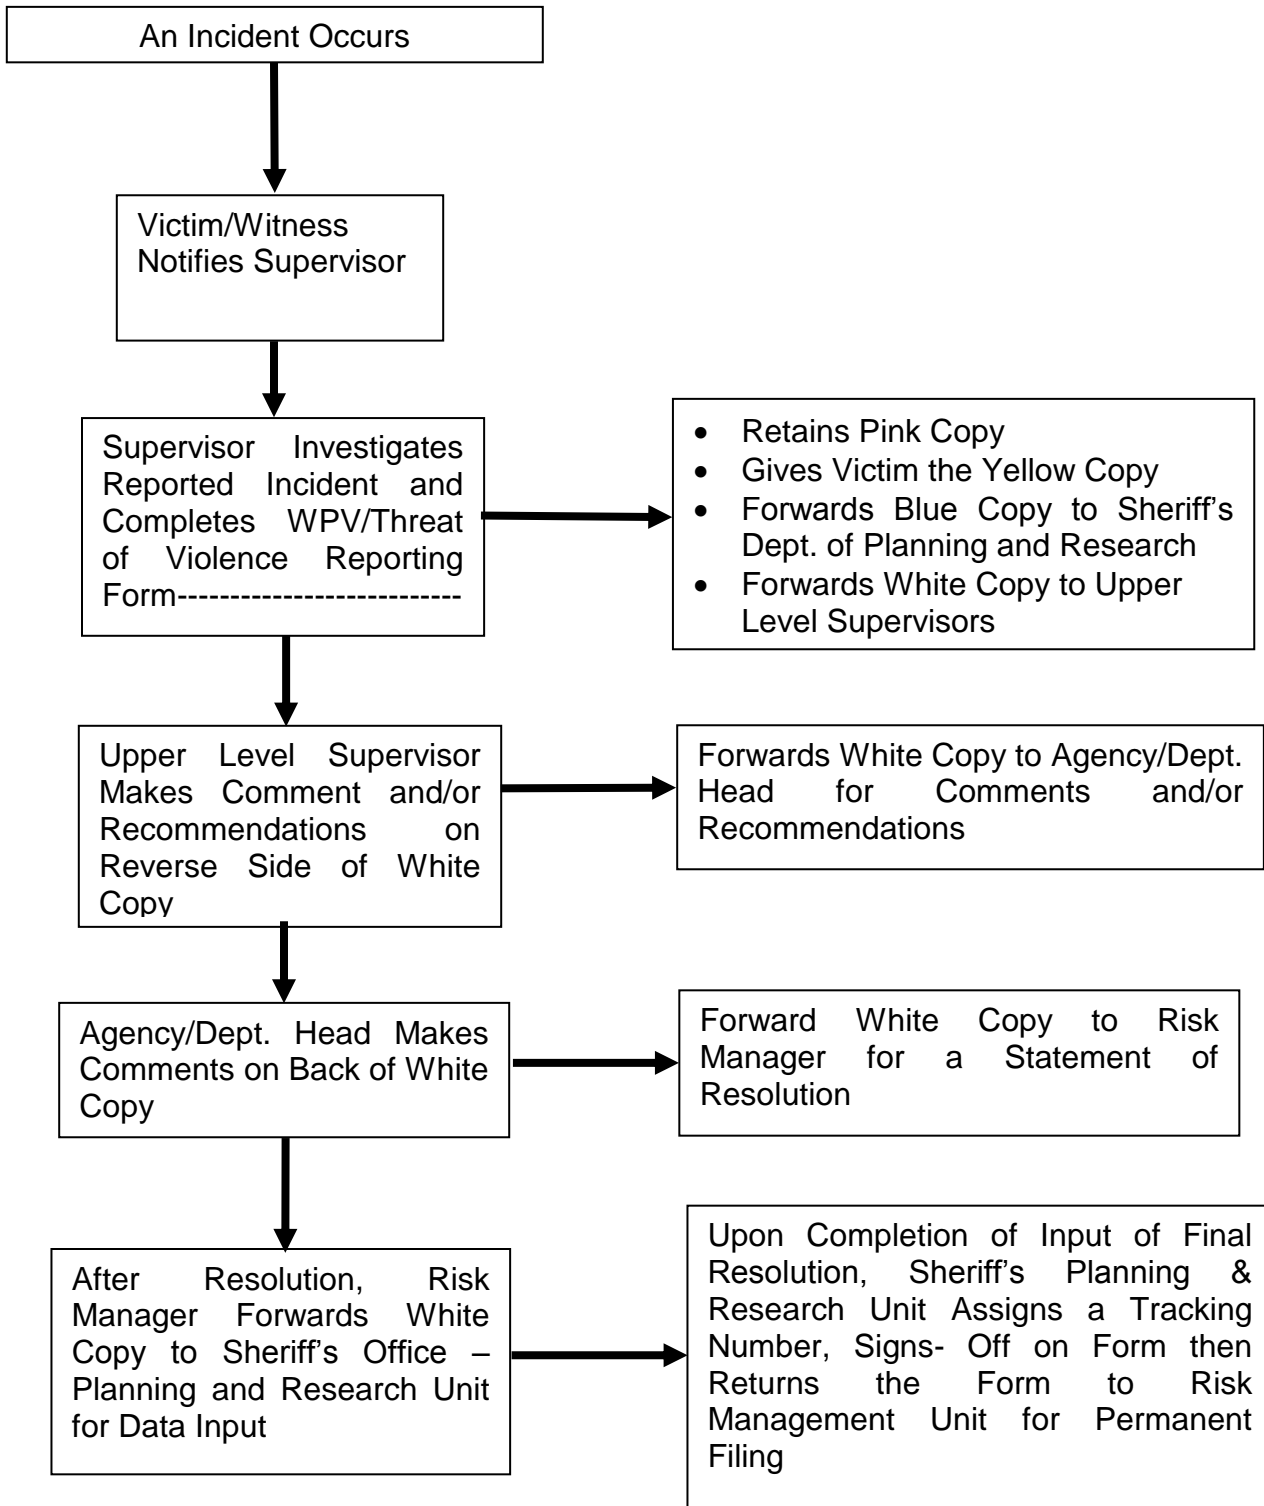 An Incident Occurs
Victim/Witness
Notifies Supervisor
Supervisor Investigates
Reported Incident and
Completes WPV/Threat
of Violence Reporting
Form---------------------------
• Retains Pink Copy
• Gives Victim the Yellow Copy
• Forwards Blue Copy to Sheriff’s
Dept. of Planning and Research
• Forwards White Copy to Upper
Level Supervisors
Upper Level Supervisor
Makes Comment and/or
Recommendations on
Reverse Side of White
Copy
Forwards White Copy to Agency/Dept.
Head for Comments and/or
Recommendations
Agency/Dept. Head Makes
Comments on Back of White
Copy
Forward White Copy to Risk
Manager for a Statement of
Resolution
After Resolution, Risk
Manager Forwards White
Copy to Sheriff’s Office –
Planning and Research Unit
for Data Input
Upon Completion of Input of Final
Resolution, Sheriff’s Planning &
Research Unit Assigns a Tracking
Number, Signs- Off on Form then
Returns the Form to Risk
Management Unit for Permanent
Filing